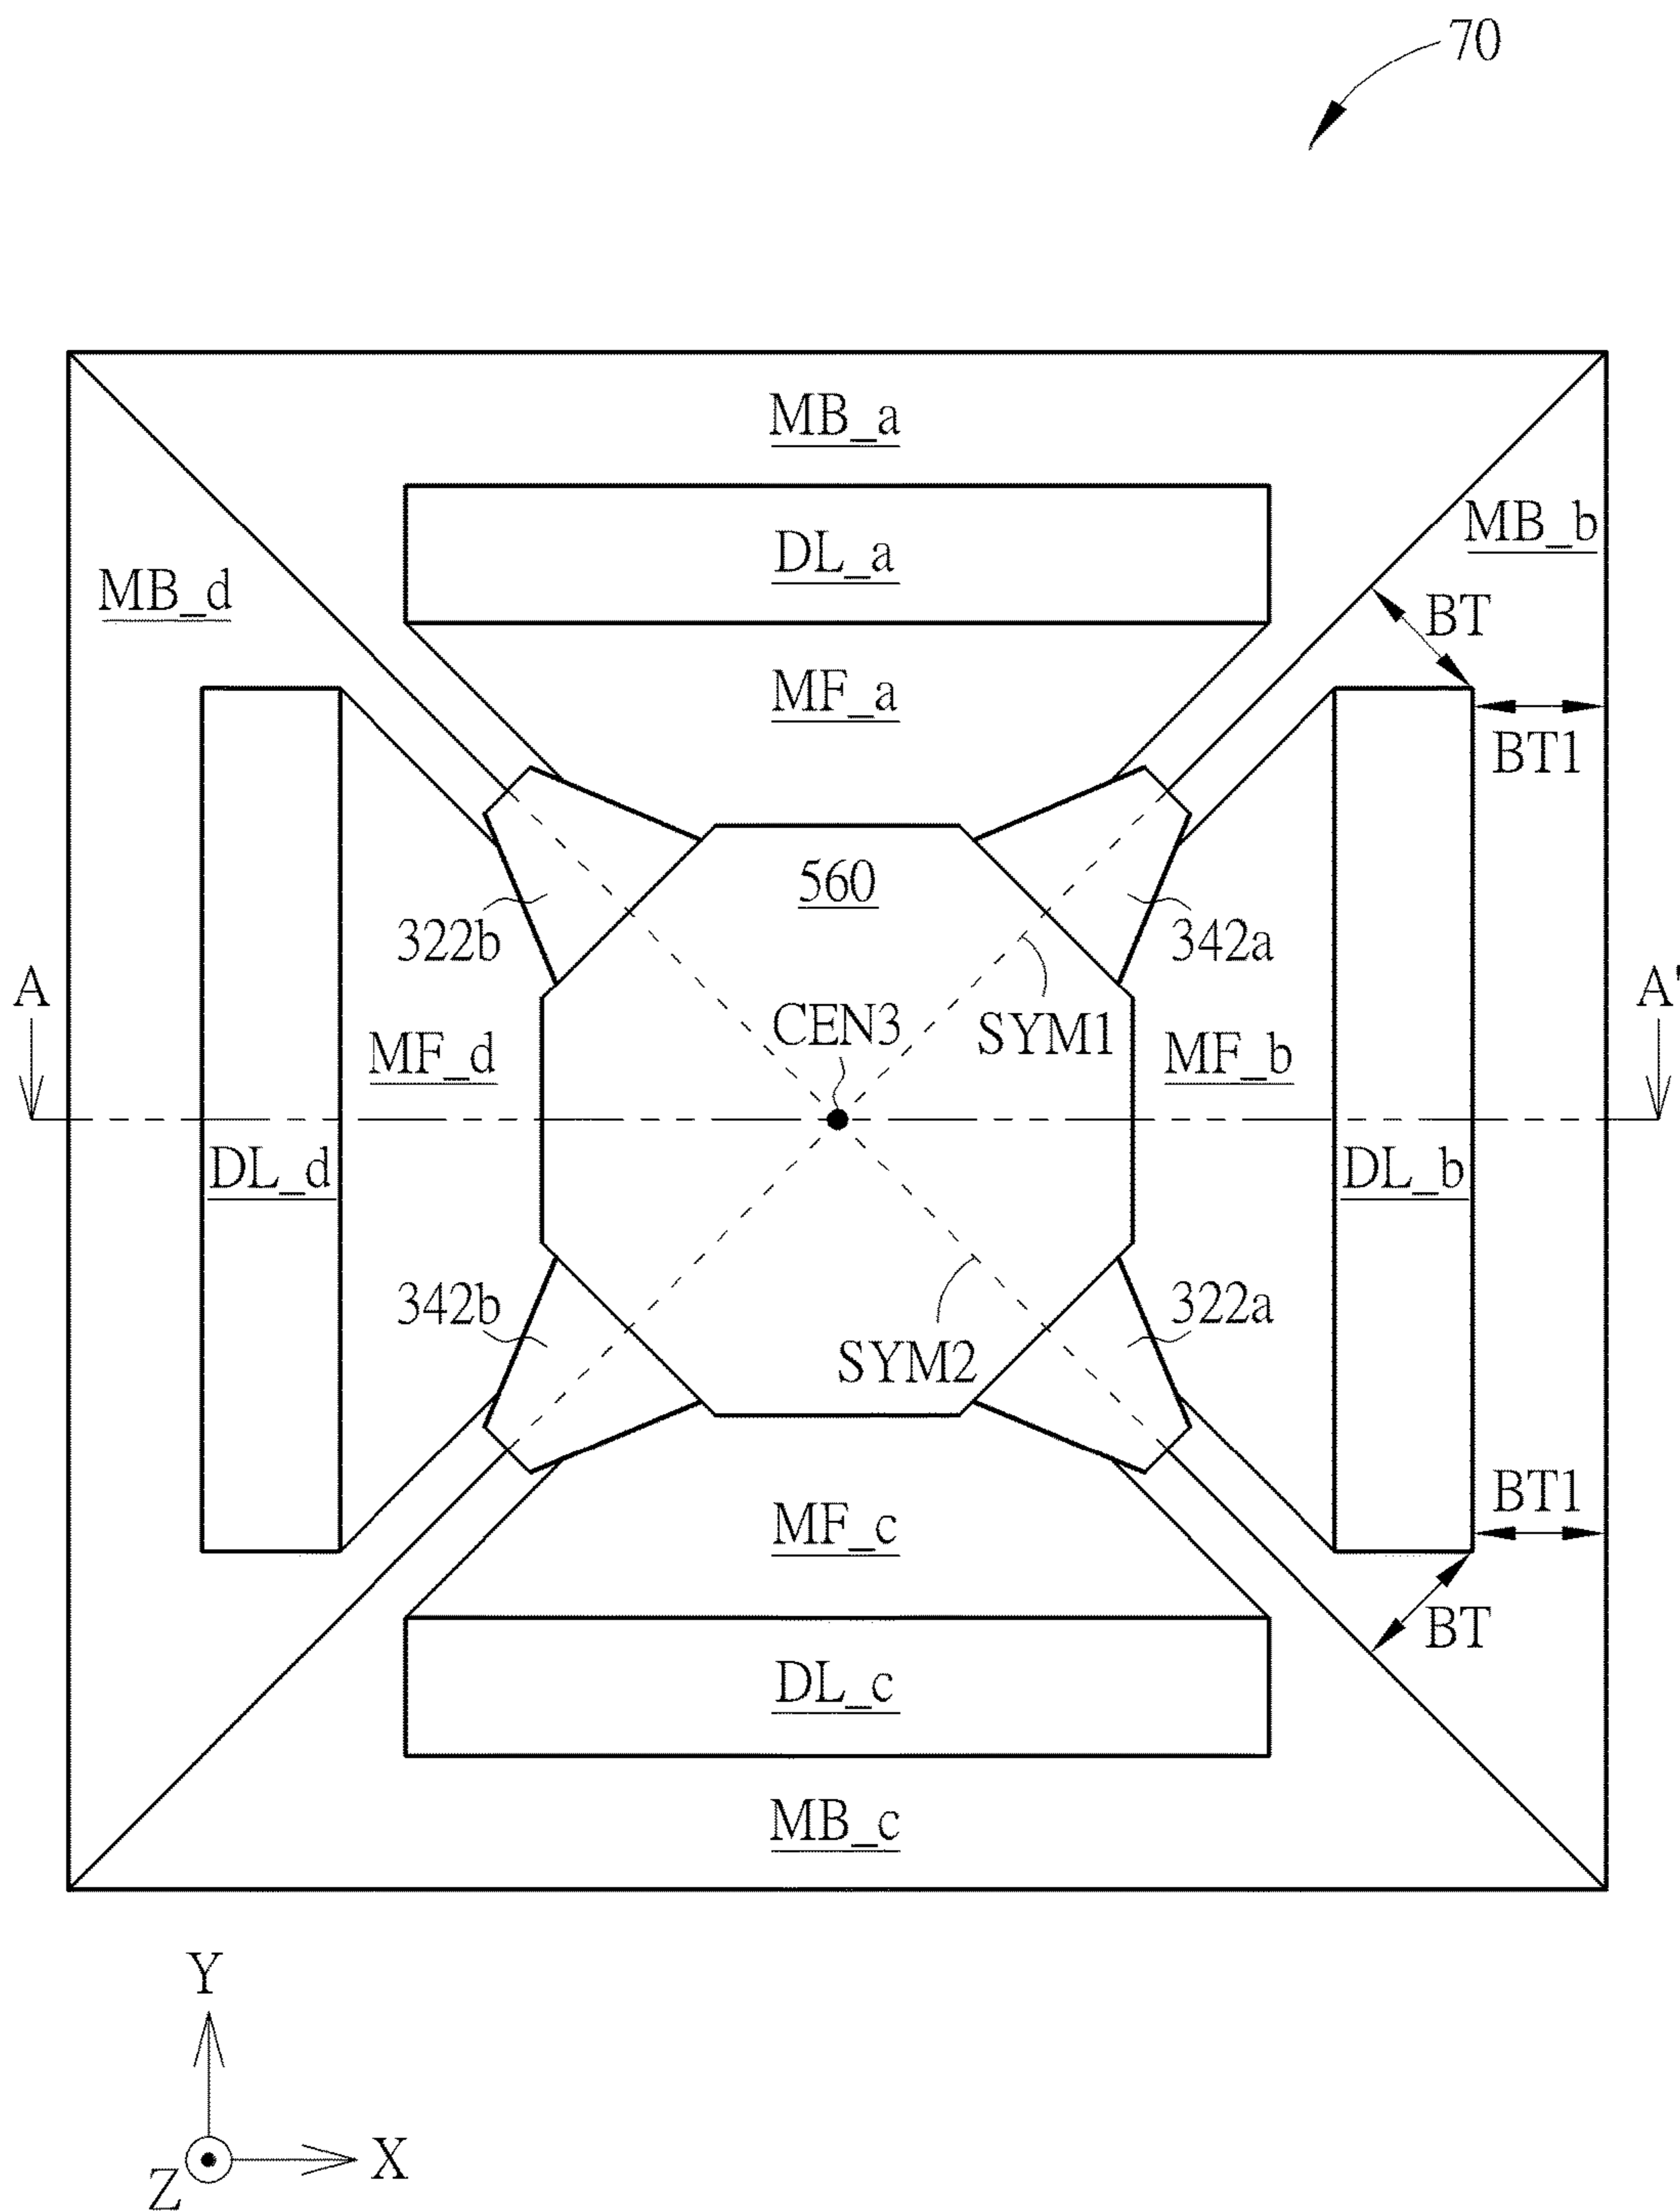 70
MB_a
MB_b
DL_a
MB_d
BT
MF_a
BT1
560
322b
342a
A
A'
CEN3
SYM1
MF_d
MF_b
DL_d
DL_b
342b
322a
SYM2
BT1
MF_c
BT
DL_c
MB_c
Y
X
Z